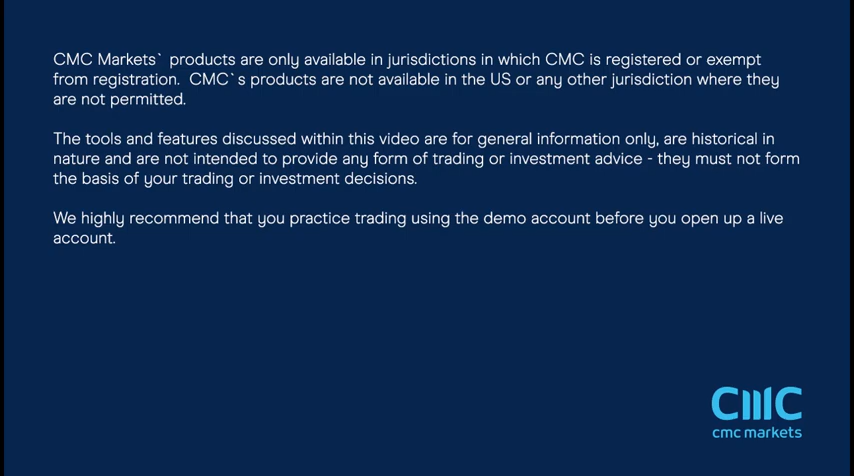 CMC Markets` products are only available in jurisdictions in which CMC is registered or exempt
from registration.  CMC`s products are not available in the US or any other jurisdiction where they
are not permitted.
The tools and features discussed within this video are for general information only, are historical in
nature and are not intended to provide any form of trading or investment advice - they must not form
the basis of your trading or investment decisions.
We highly recommend that you practice trading using the demo account before you open up a live
account.
CMC
cmc markets